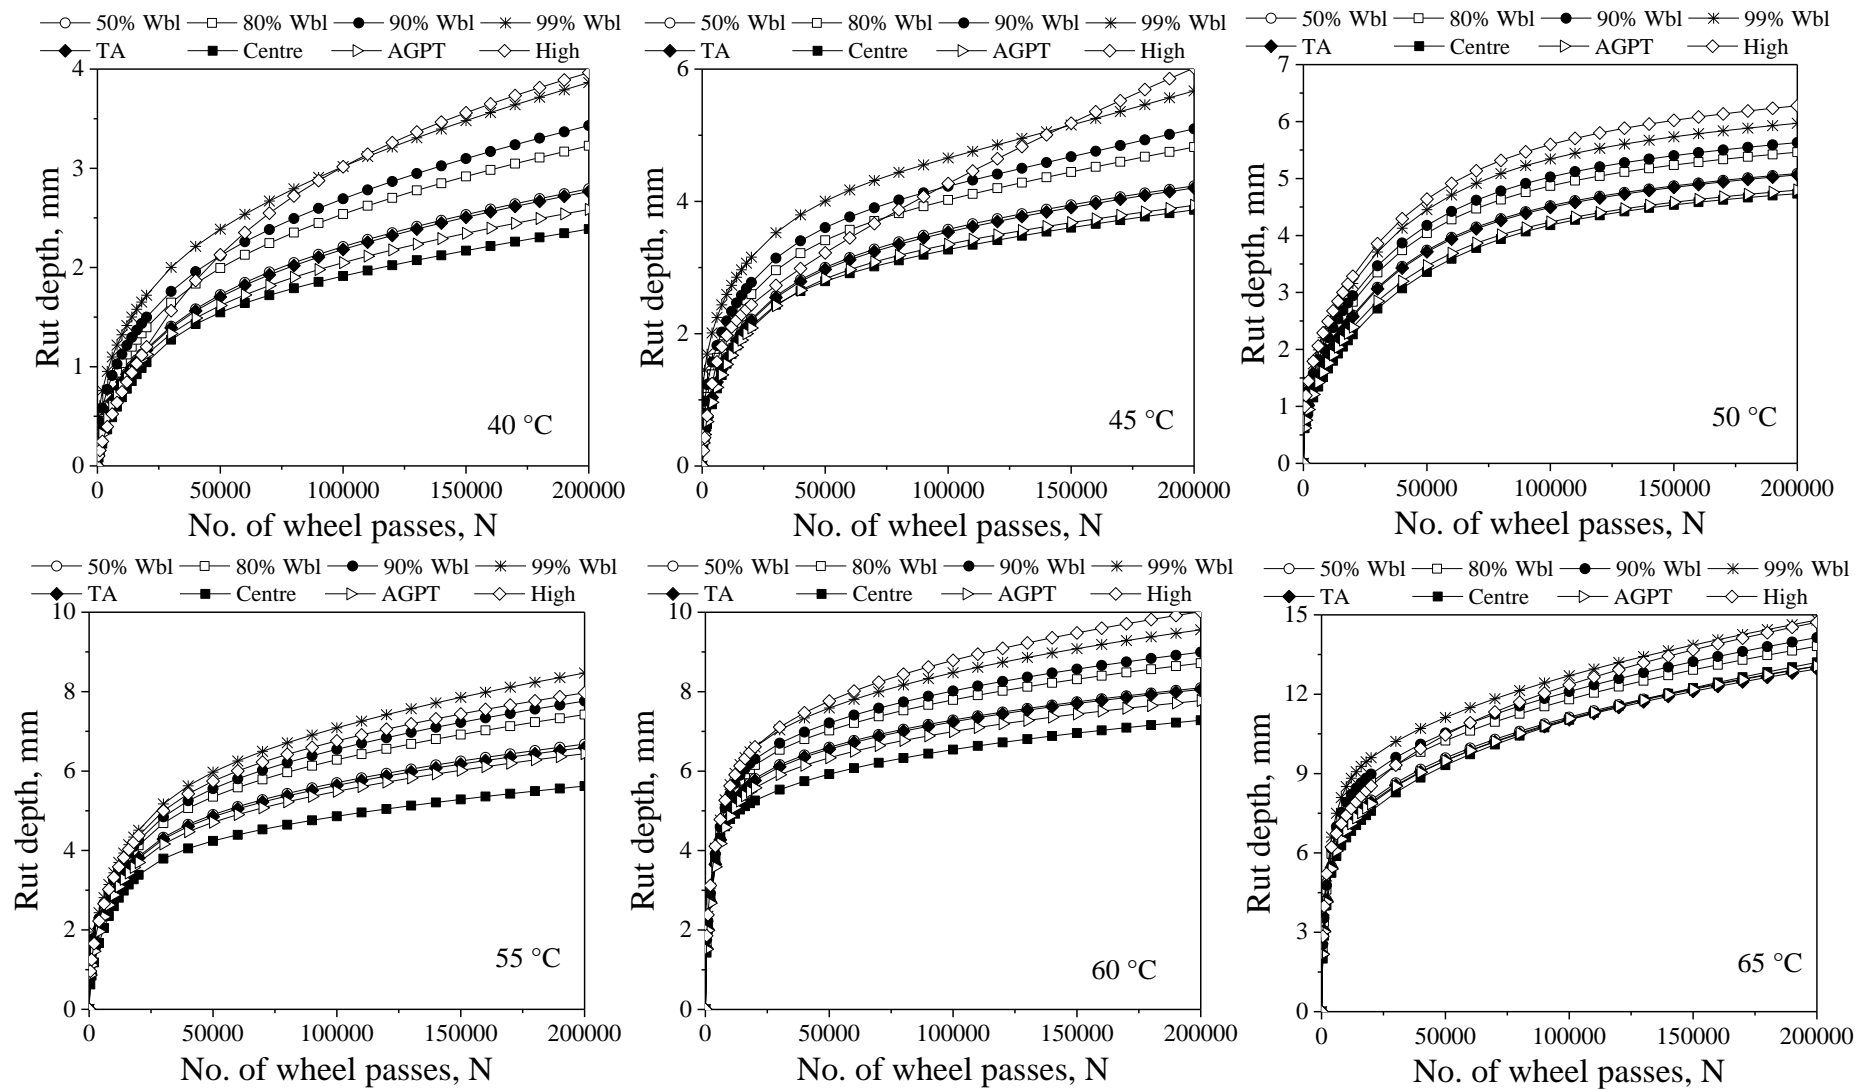 50% Wbl 80% Wbl 90% Wbl 99% Wbl
TA Centre AGPT High
4
3
2
1
0
Rut depth, mm
40 °C
0 50000 100000 150000 200000
No. of wheel passes, N
50% Wbl 80% Wbl 90% Wbl 99% Wbl
TA Centre AGPT High
6
4
2
0
Rut depth, mm
45 °C
0 50000 100000 150000 200000
No. of wheel passes, N
50% Wbl 80% Wbl 90% Wbl 99% Wbl
TA Centre AGPT High
7
6
5
4
3
2
1
0
Rut depth, mm
50 °C
0 50000 100000 150000 200000
No. of wheel passes, N
50% Wbl 80% Wbl 90% Wbl 99% Wbl
TA Centre AGPT High
10
8
6
4
2
0
Rut depth, mm
55 °C
0 50000 100000 150000 200000
No. of wheel passes, N
50% Wbl 80% Wbl 90% Wbl 99% Wbl
TA Centre AGPT High
10
8
6
4
2
0
Rut depth, mm
60 °C
0 50000 100000 150000 200000
No. of wheel passes, N
50% Wbl 80% Wbl 90% Wbl 99% Wbl
TA Centre AGPT High
15
12
9
6
3
0
Rut depth, mm
65 °C
0 50000 100000 150000 200000
No. of wheel passes, N